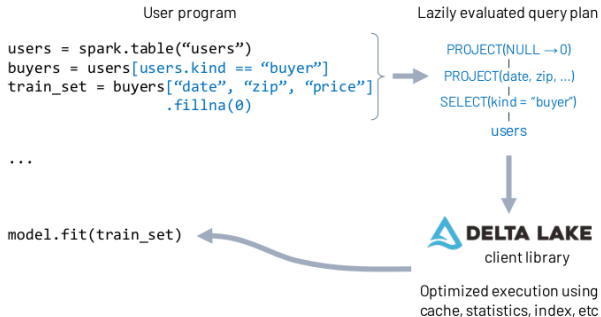 User program
users = spark.table(“users”)
buyers = users[users.kind == “buyer”]
train_set = buyers[“date”, “zip”, “price”]
.fillna(0)
...
model.fit(train_set)
Lazily evaluated query plan
PROJECT(NULL → 0)
PROJECT(date, zip, …)
SELECT(kind = “buyer”)
users
DELTA LAKE
client library
Optimized execution using
cache, statistics, index, etc